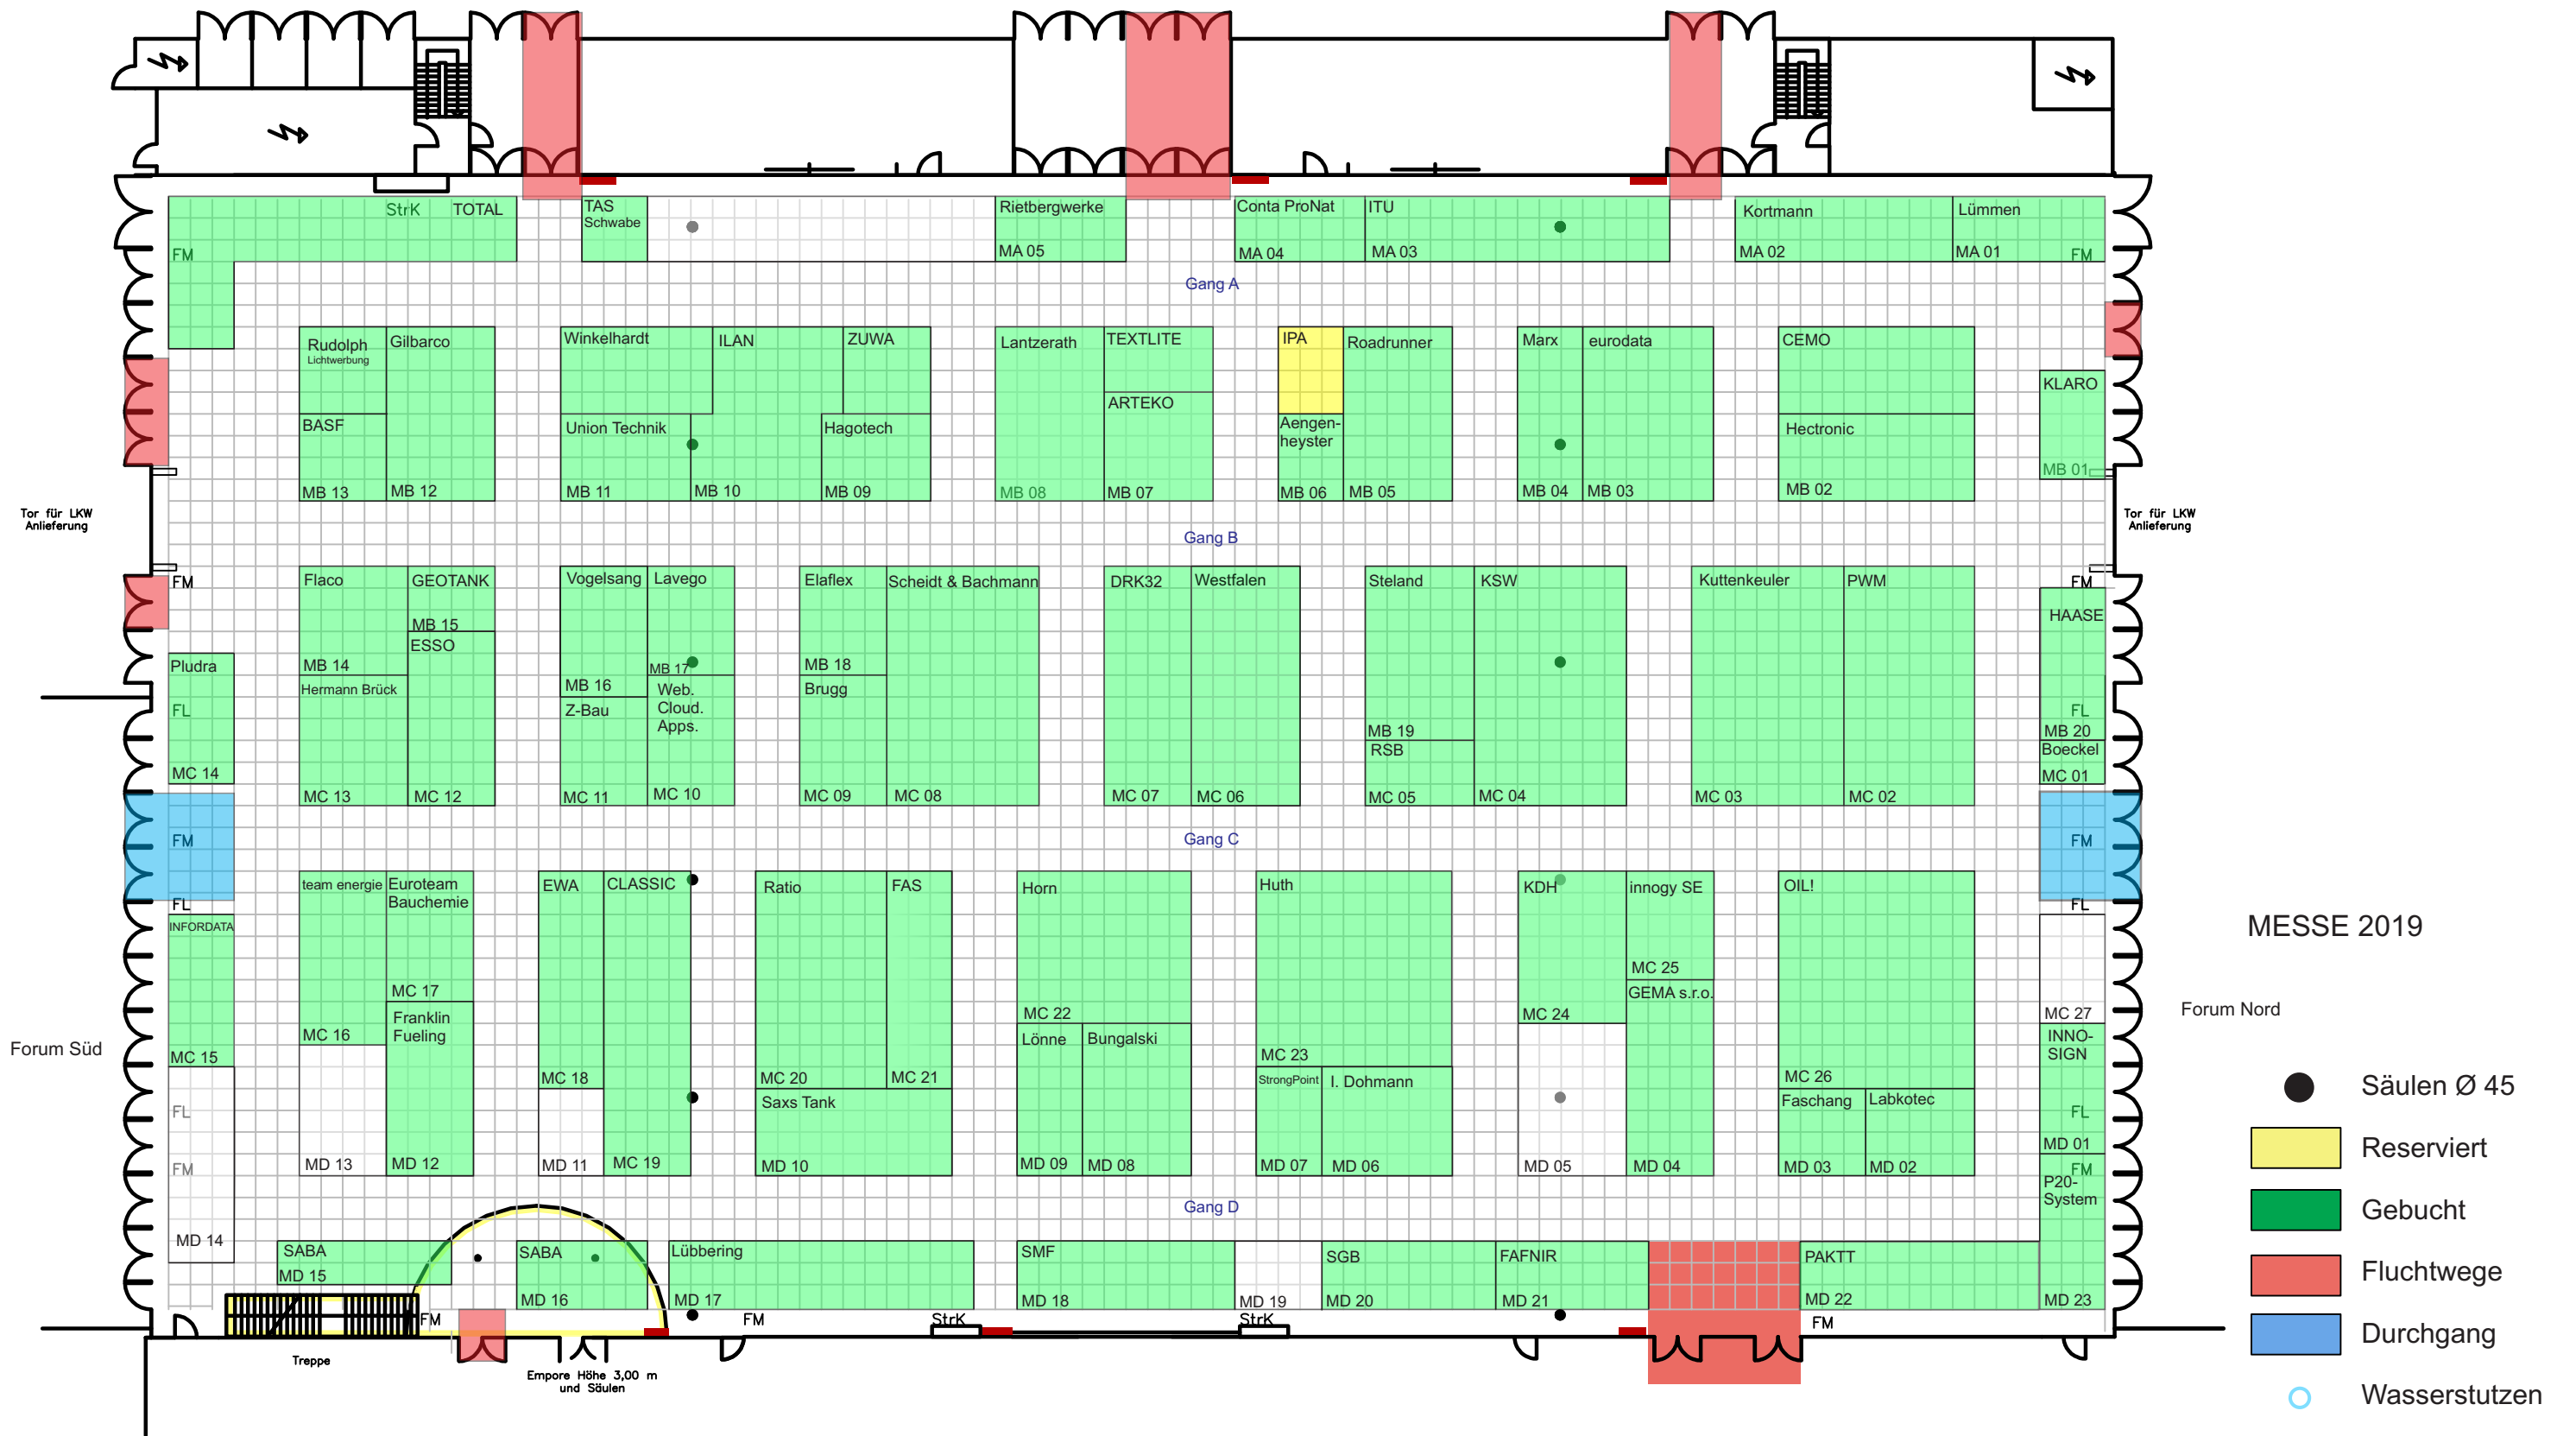 StrK TOTAL
TAS
Schwabe
Rietbergwerke
MA 05
Conta ProNat
MA 04
ITU
MA 03
Kortmann
MA 02
Lümmen
MA 01
FM
FM
Gang A
Rudolph
Lichtwerbung
Gilbarco
BASF
MB 13
MB 12
Winkelhardt
ILAN
ZUWA
Union Technik
Hagotech
MB 11
MB 10
MB 09
Lantzerath
TEXTLITE
ARTEKO
MB 08
MB 07
IPA
Roadrunner
Aengen-
heyster
MB 06
MB 05
Marx
eurodata
MB 04
MB 03
CEMO
Hectronic
MB 02
KLARO
MB 01
Tor für LKW
Anlieferung
Tor für LKW
Anlieferung
Gang B
FM
FM
Flaco
GEOTANK
MB 15
ESSO
MB 14
Hermann Brück
MC 13
MC 12
Pludra
FL
MC 14
Vogelsang
Lavego
MB 17
MB 16
Z-Bau
Web.
Cloud.
Apps.
MC 11
MC 10
Elaflex
Scheidt & Bachmann
MB 18
Brugg
MC 09
MC 08
DRK32
Westfalen
MC 07
MC 06
Steland
KSW
MB 19
RSB
MC 05
MC 04
Kuttenkeuler
PWM
MC 03
MC 02
HAASE
FL
MB 20
Boeckel
MC 01
Gang C
FM
FM
FL
FL
INFORDATA
MC 15
FL
FM
MD 14
team energie
Euroteam
Bauchemie
MC 17
Franklin
Fueling
MC 16
MD 13
MD 12
EWA
CLASSIC
MC 18
MD 11
MC 19
Ratio
FAS
MC 20
MC 21
Saxs Tank
MD 10
Horn
MC 22
Lönne
Bungalski
MD 09
MD 08
Huth
MC 23
StrongPoint
I. Dohmann
MD 07
MD 06
KDH
innogy SE
MC 25
GEMA s.r.o.
MC 24
MD 05
MD 04
OIL!
MC 26
Faschang
Labkotec
MD 03
MD 02
MC 27
INNO-
SIGN
FL
MD 01
FM
P20-
System
MD 23
Gang D
SABA
MD 15
SABA
MD 16
Lübbering
MD 17
SMF
MD 18
MD 19
SGB
MD 20
FAFNIR
MD 21
PAKTT
MD 22
FM
FM
StrK
StrK
FM
Treppe
Empore Höhe 3,00 m
und Säulen
Forum Süd
Forum Nord
MESSE 2019
Säulen Ø 45
Reserviert
Gebucht
Fluchtwege
Durchgang
Wasserstutzen